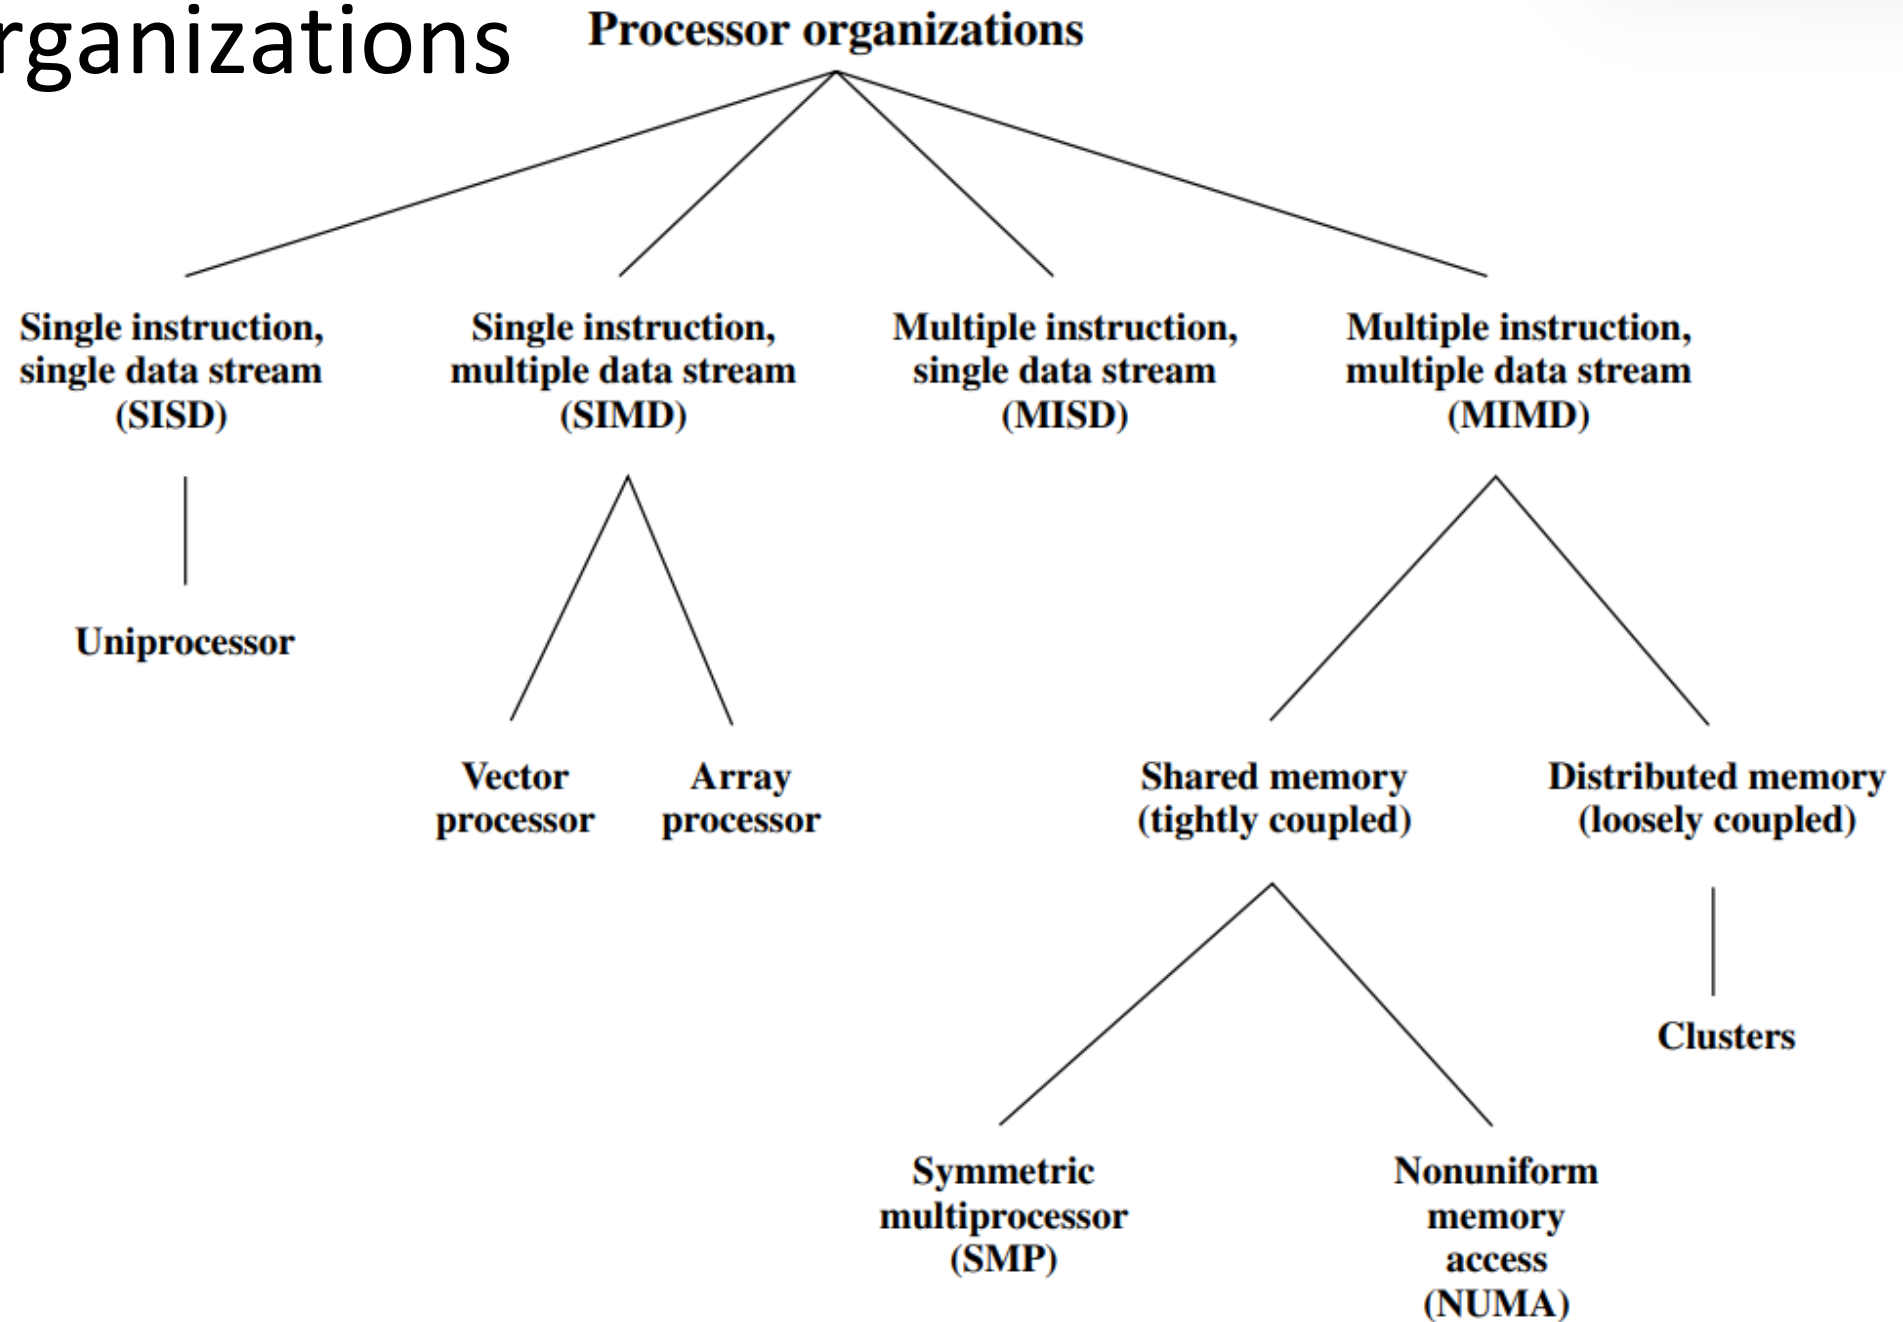 rganizations
Processor organizations
Single instruction,
single data stream
(SISD)
Single instruction,
multiple data stream
(SIMD)
Multiple instruction,
single data stream
(MISD)
Multiple instruction,
multiple data stream
(MIMD)
Uniprocessor
Vector
processor
Array
processor
Shared memory
(tightly coupled)
Distributed memory
(loosely coupled)
Clusters
Symmetric
multiprocessor
(SMP)
Nonuniform
memory
access
(NUMA)